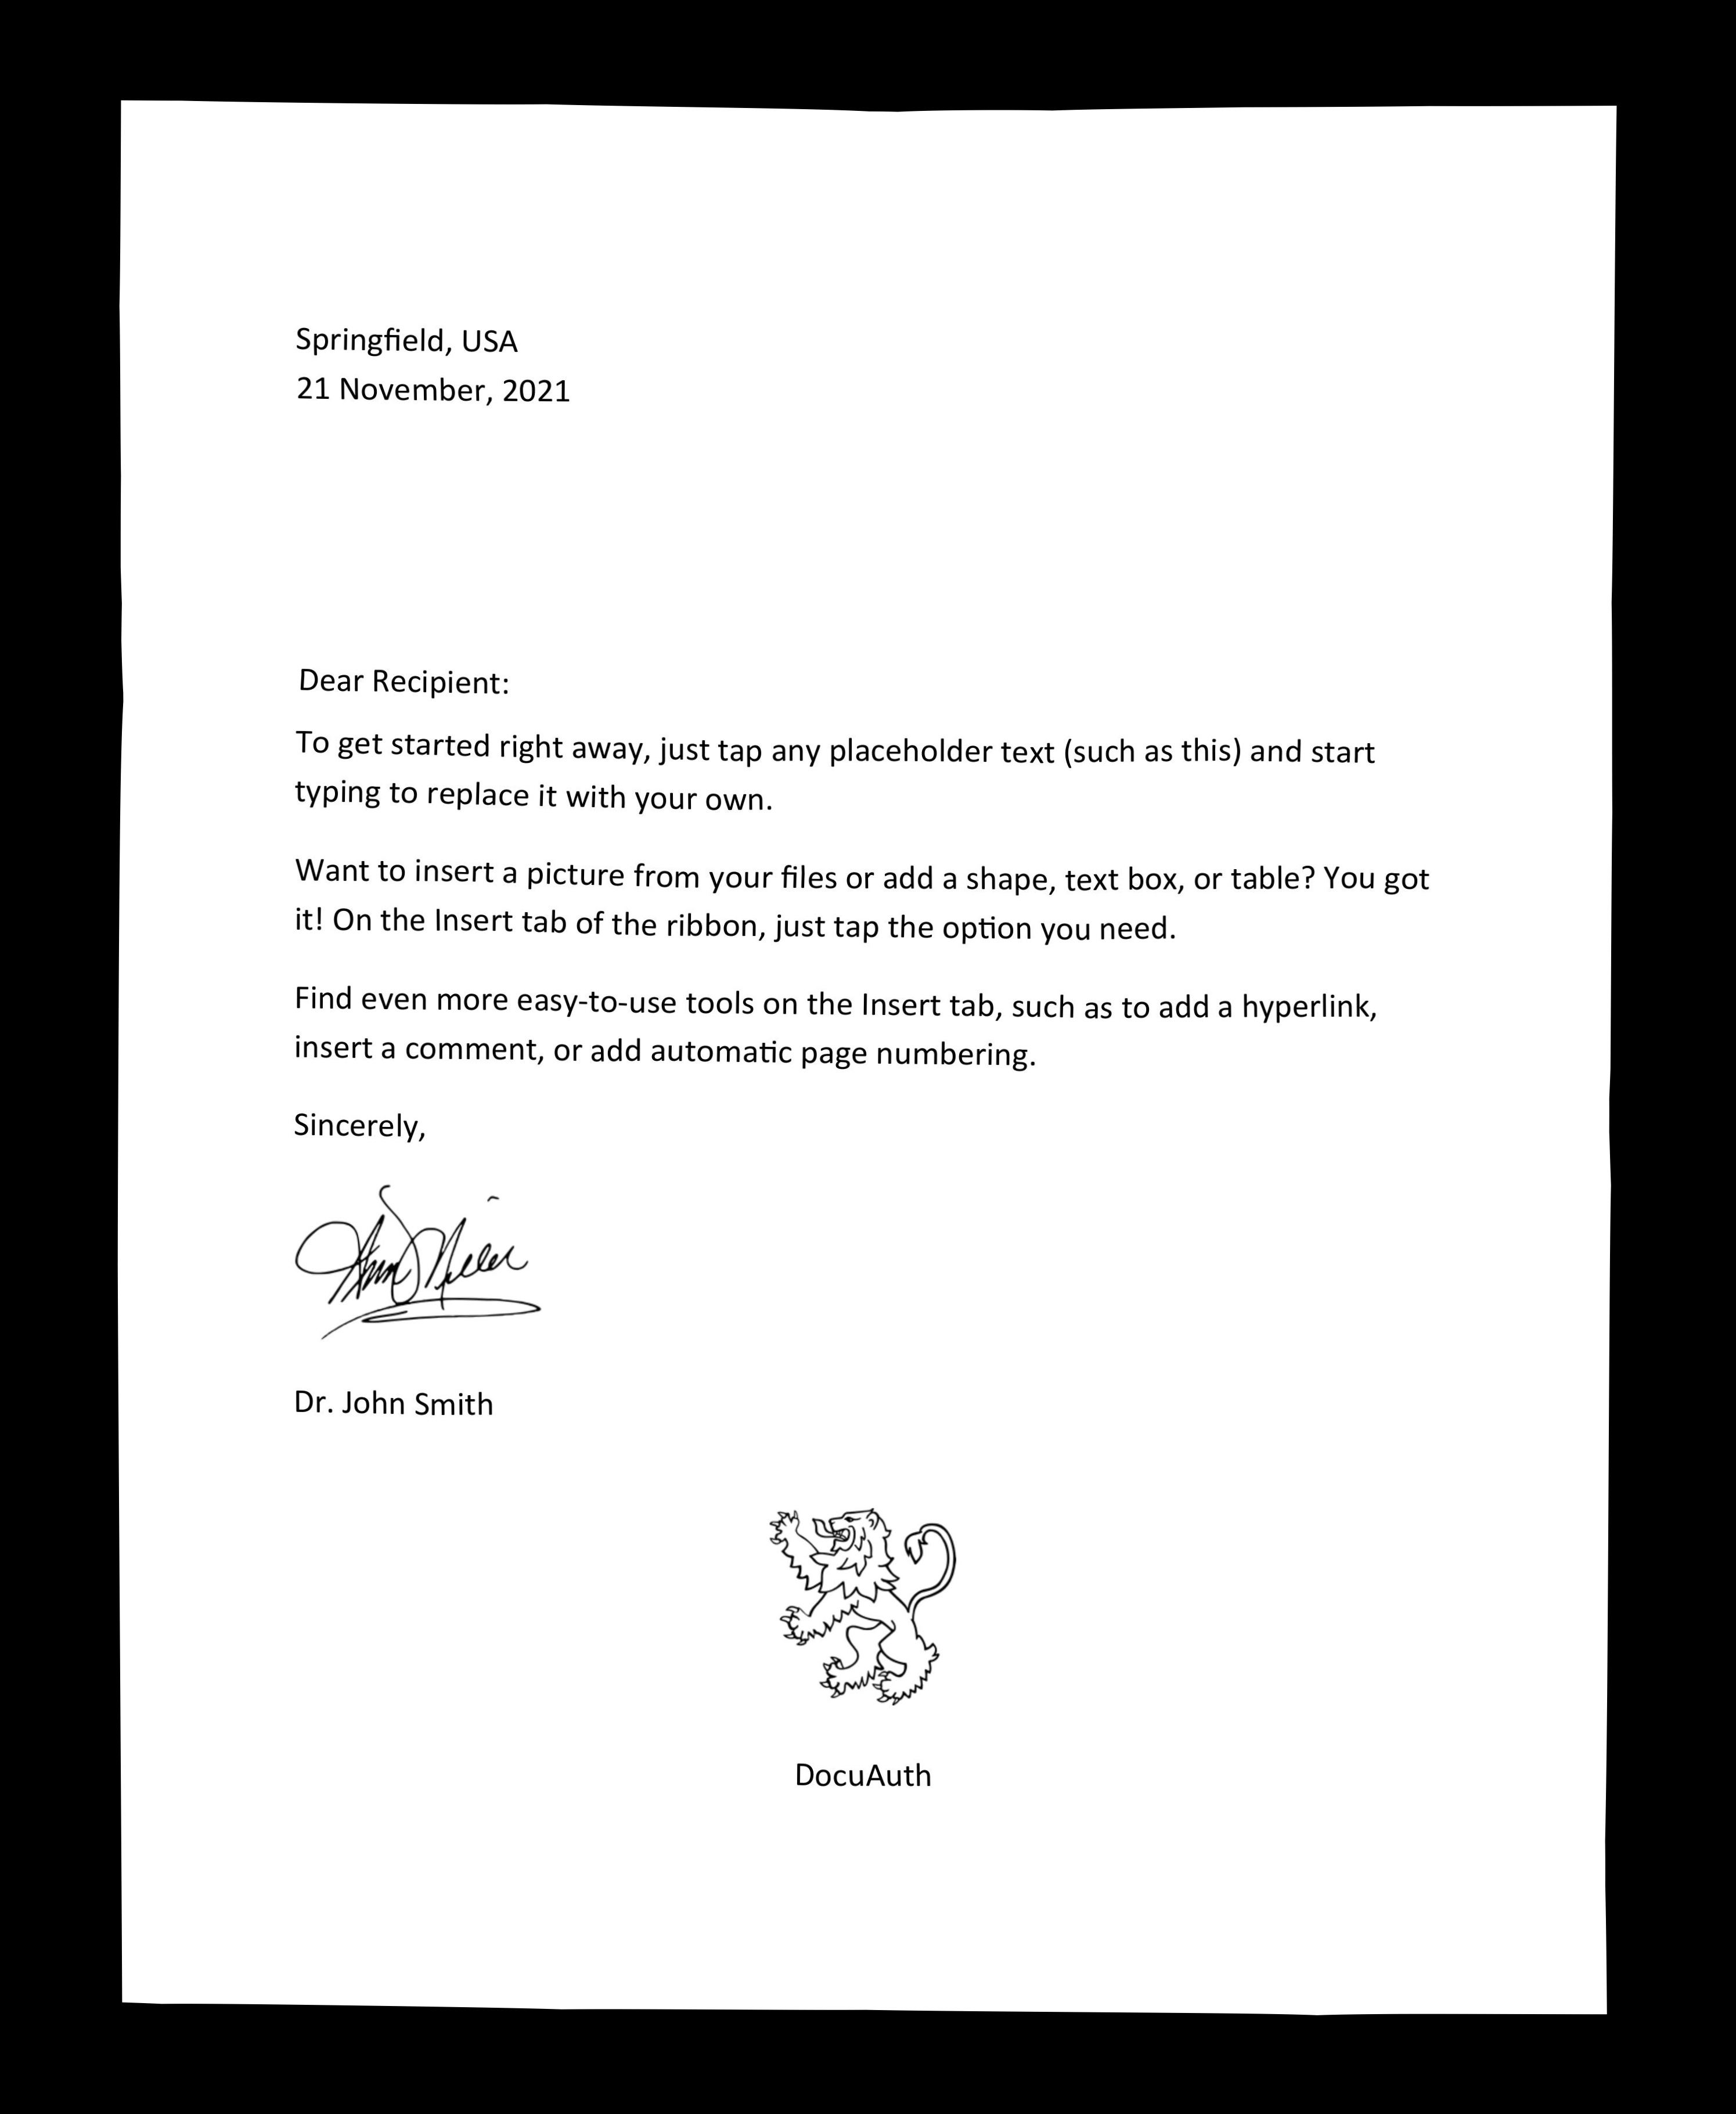 Springfield, USA
21 November, 2021
Dear Recipient:
To get started right away, just tap any placeholder text (such as this) and start
typing to replace it with your own.
Want to insert a picture from your files or add a shape, text box, or table? You got
it! On the Insert tab of the ribbon, just tap the option you need.
Find even more easy-to-use tools on the Insert tab, such as to add a hyperlink,
insert a comment, or add automatic page numbering.
Sincerely,
Dr. John Smith
DocuAuth